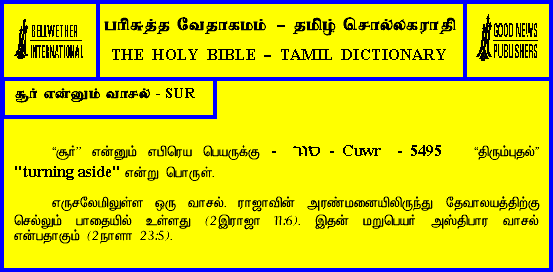 BELLWETHER
INTERNATIONAL
பரிசுத்த வேதாகமம் – தமிழ் சொல்லகராதி
THE HOLY BIBLE – TAMIL DICTIONARY
GOOD NEWS
PUBLISHERS
சூர் என்னும் வாசல் - SUR
“சூர்” என்னும் எபிரெய பெயருக்கு - סוּר - Cuwr - 5495 “திரும்புதல்”
"turning aside" என்று பொருள்.
எருசலேமிலுள்ள ஒரு வாசல். ராஜாவின் அரண்மனையிலிருந்து தேவாலயத்திற்கு
செல்லும் பாதையில் உள்ளது (2இராஜா 11:6). இதன் மறுபெயர் அஸ்திபார வாசல்
என்பதாகும் (2நாளா 23:5).